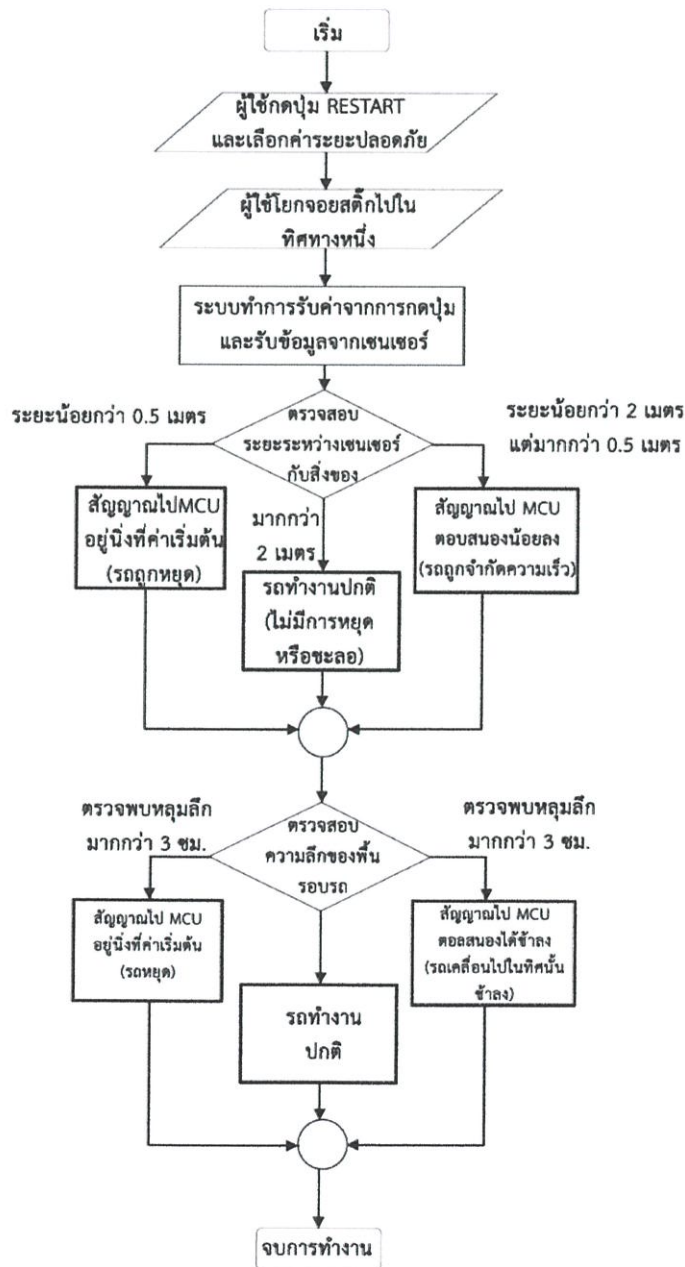 เริ่ม
ผู้ใช้กดปุ่ม RESTART
และเลือกค่าระยะปลอดภัย
ผู้ใช้โยกจอยสติ๊กไปใน
ทิศทางหนึ่ง
ระบบทำการรับค่าจากการกดปุ่ม
และรับข้อมูลจากเซนเซอร์
ระยะน้อยกว่า 0.5 เมตร
ตรวจสอบ
ระยะระหว่างเซนเซอร์
กับสิ่งของ
ระยะน้อยกว่า 2 เมตร
แต่มากกว่า 0.5 เมตร
สัญญาณไปMCU
อยู่นิ่งที่ค่าเริ่มต้น
(รถถูกหยุด)
มากกว่า
2 เมตร
สัญญาณไป MCU
ตอบสนองน้อยลง
(รถถูกจำกัดความเร็ว)
รถทำงานปกติ
(ไม่มีการหยุด
หรือชะลอ)
ตรวจพบหลุมลึก
มากกว่า 3 ซม.
ตรวจสอบ
ความลึกของพื้น
รอบรถ
ตรวจพบหลุมลึก
มากกว่า 3 ซม.
สัญญาณไป MCU
อยู่นิ่งที่ค่าเริ่มต้น
(รถหยุด)
สัญญาณไป MCU
ตอลสนองได้ช้าลง
(รถเคลื่อนไปในทิศนั้น
ช้าลง)
รถทำงาน
ปกติ
จบการทำงาน